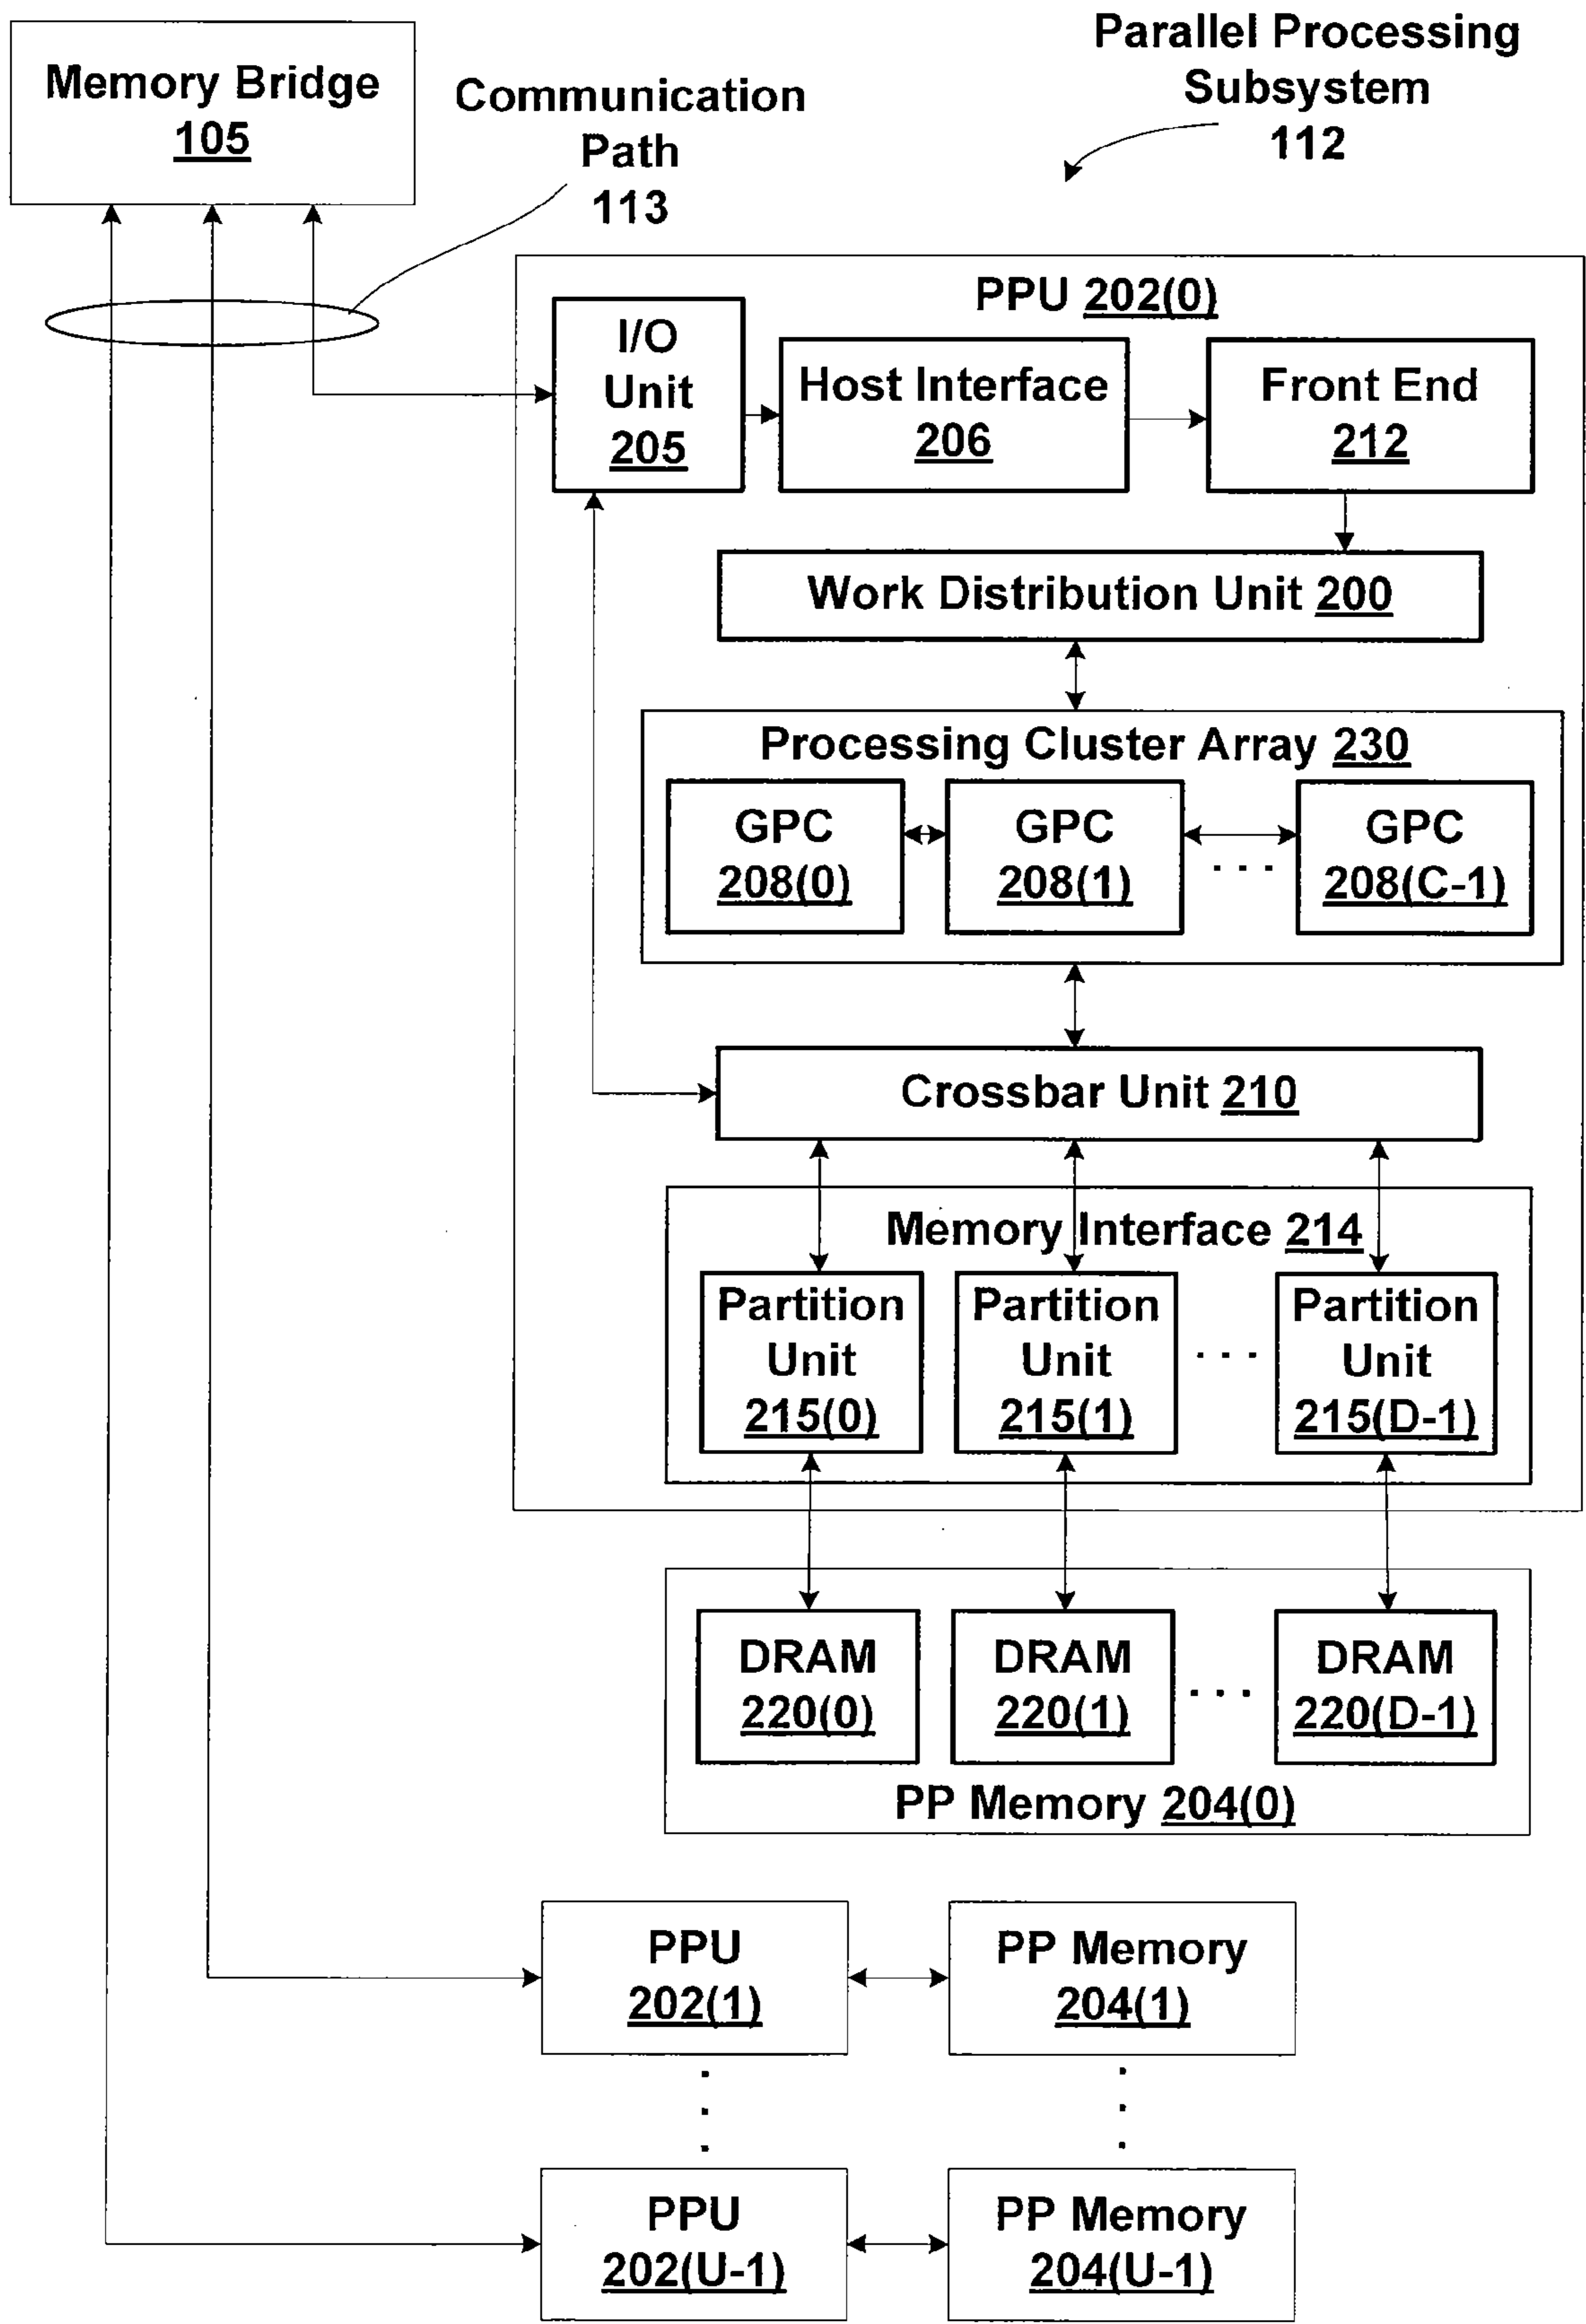 Memory Bridge
105
Communication
Path
113
Parallel Processing
Subsystem
112
PPU 202(0)
I/O
Unit
205
Host Interface
206
Front End
212
Work Distribution Unit 200
Processing Cluster Array 230
GPC
208(0)
GPC
208(1)
. . .
GPC
208(C-1)
Crossbar Unit 210
Memory Interface 214
Partition
Unit
215(0)
Partition
Unit
215(1)
. . .
Partition
Unit
215(D-1)
DRAM
220(0)
DRAM
220(1)
. . .
DRAM
220(D-1)
PP Memory 204(0)
PPU
202(1)
PP Memory
204(1)
PPU
202(U-1)
PP Memory
204(U-1)